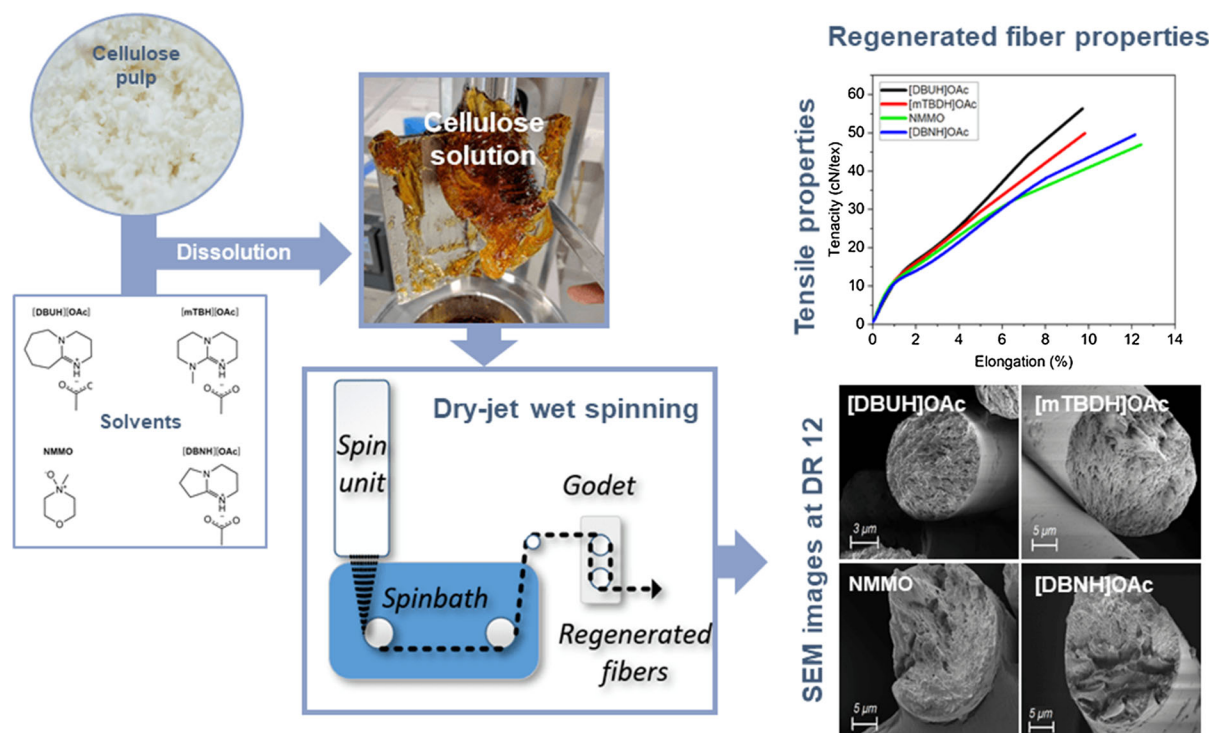 Cellulose
pulp
Dissolution
Cellulose
solution
[DBUH][OAc]
[mTBH][OAc]
Solvents
NMMO
[DBNH][OAc]
Dry-jet wet spinning
Spin
unit
Spinbath
Godet
Regenerated
fibers
Regenerated fiber properties
Tensile properties
Tenacity (cN/tex)
60
50
40
30
20
10
0
[DBUH]OAc
[mTBDH]OAc
NMMO
[DBNH]OAc
0 2 4 6 8 10 12 14
Elongation (%)
SEM images at DR 12
[DBUH]OAc
3 μm
[mTBDH]OAc
5 μm
NMMO
5 μm
[DBNH]OAc
5 μm